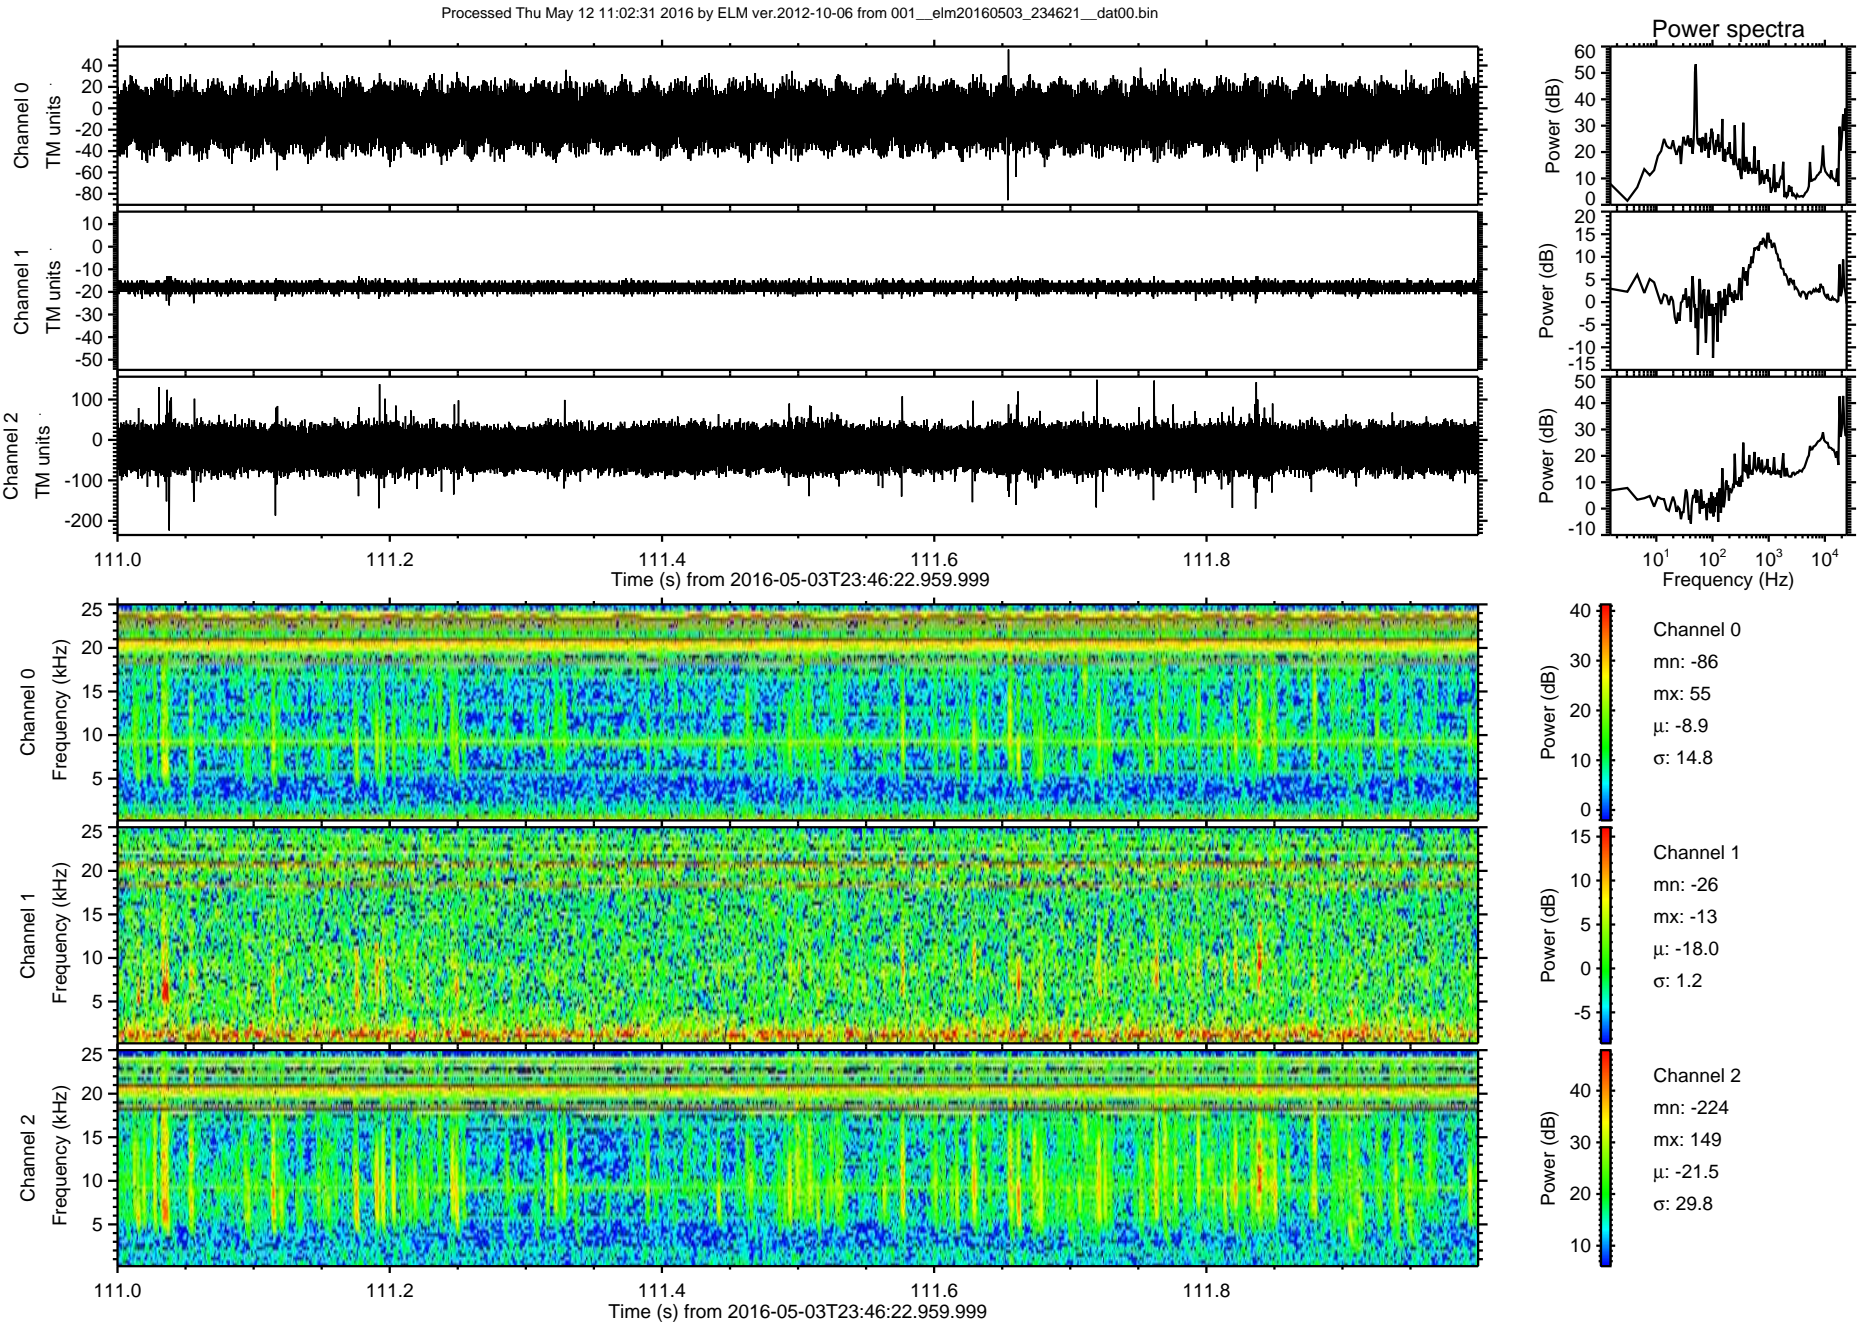 Processed Thu May 12 11:02:31 2016 by ELM ver.2012-10-06 from 001__elm20160503_234621__dat00.bin
Power spectra
Channel 0
TM units
40
20
0
-20
-40
-60
-80
Power (dB)
60
50
40
30
20
10
0
Channel 1
TM units
10
0
-10
-20
-30
-40
-50
Power (dB)
20
15
10
5
0
-5
-10
-15
Channel 2
TM units
100
0
-100
-200
Power (dB)
50
40
30
20
10
0
-10
111.0 111.2 111.4 111.6 111.8
Time (s) from 2016-05-03T23:46:22.959.999
10^1 10^2 10^3 10^4
Frequency (Hz)
Channel 0
Frequency (kHz)
25
20
15
10
5
Power (dB)
40
30
20
10
0
Channel 0
mn: -86
mx: 55
μ: -8.9
σ: 14.8
Channel 1
Frequency (kHz)
25
20
15
10
5
Power (dB)
15
10
5
0
-5
Channel 1
mn: -26
mx: -13
μ: -18.0
σ: 1.2
Channel 2
Frequency (kHz)
25
20
15
10
5
Power (dB)
40
30
20
10
Channel 2
mn: -224
mx: 149
μ: -21.5
σ: 29.8
111.0 111.2 111.4 111.6 111.8
Time (s) from 2016-05-03T23:46:22.959.999